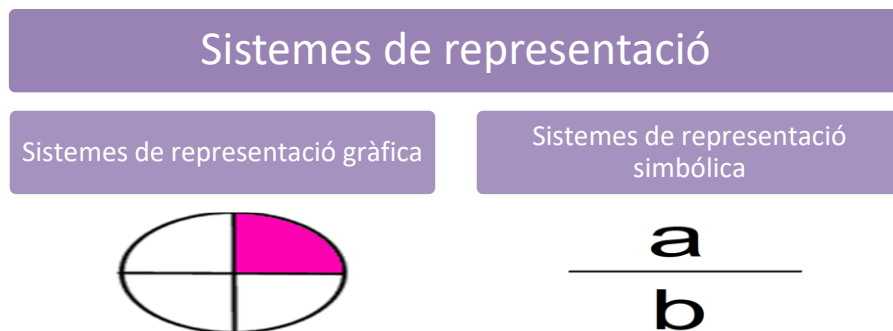 Sistemes de representació
Sistemes de representació gràfica
Sistemes de representació
simbólica
a
b